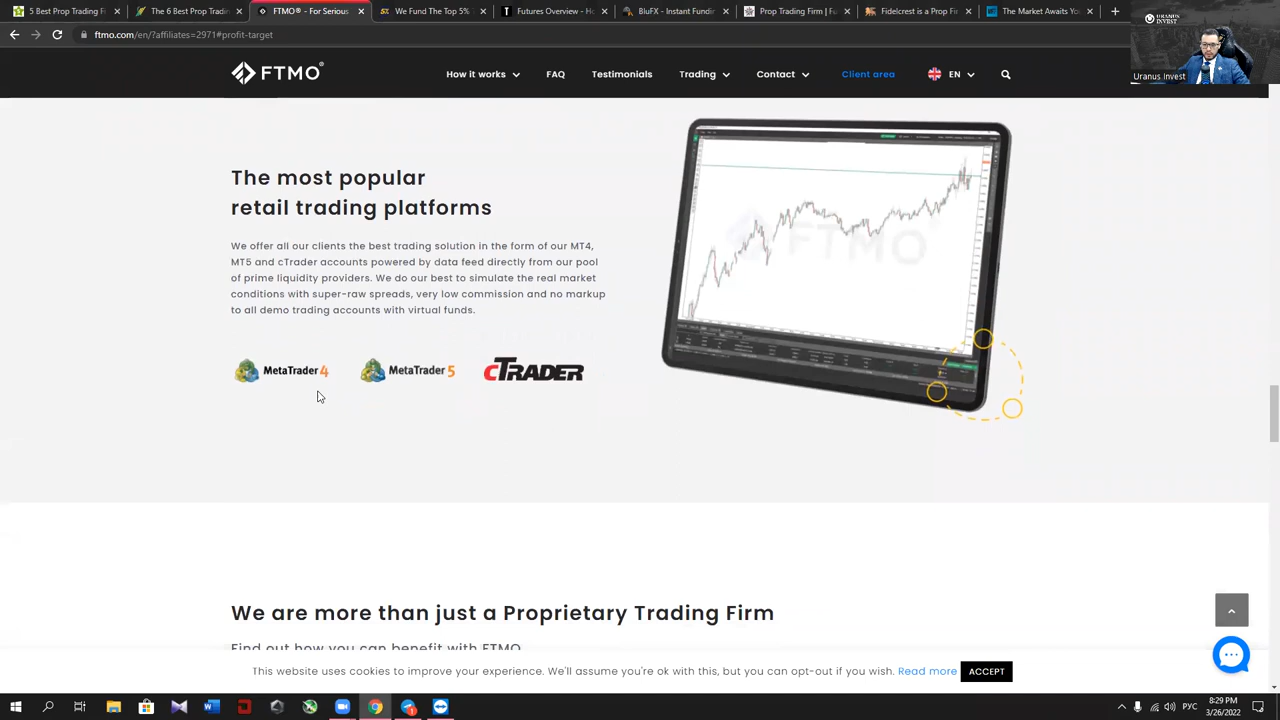 5 Best Prop Trading Fi
The 6 Best Prop Tradin
FTMO® - For Serious
We Fund The Top 5%
Futures Overview - Ho
BluFX - Instant Fundin
Prop Trading Firm | Fu
Fidelcrest is a Prop Fi
The Market Awaits Yo
ftmo.com/en/?affiliates=2971#profit-target
URANUS
INVEST
Uranus Invest
FTMO®
How it works
FAQ
Testimonials
Trading
Contact
Client area
EN
The most popular
retail trading platforms
We offer all our clients the best trading solution in the form of our MT4,
MT5 and cTrader accounts powered by data feed directly from our pool
of prime liquidity providers. We do our best to simulate the real market
conditions with super-raw spreads, very low commission and no markup
to all demo trading accounts with virtual funds.
MetaTrader 4
MetaTrader 5
cTRADER
FTMO
We are more than just a Proprietary Trading Firm
Find out how you can benefit with FTMO
This website uses cookies to improve your experience. We'll assume you're ok with this, but you can opt-out if you wish. Read more
ACCEPT
РУС
8:29 PM
3/26/2022